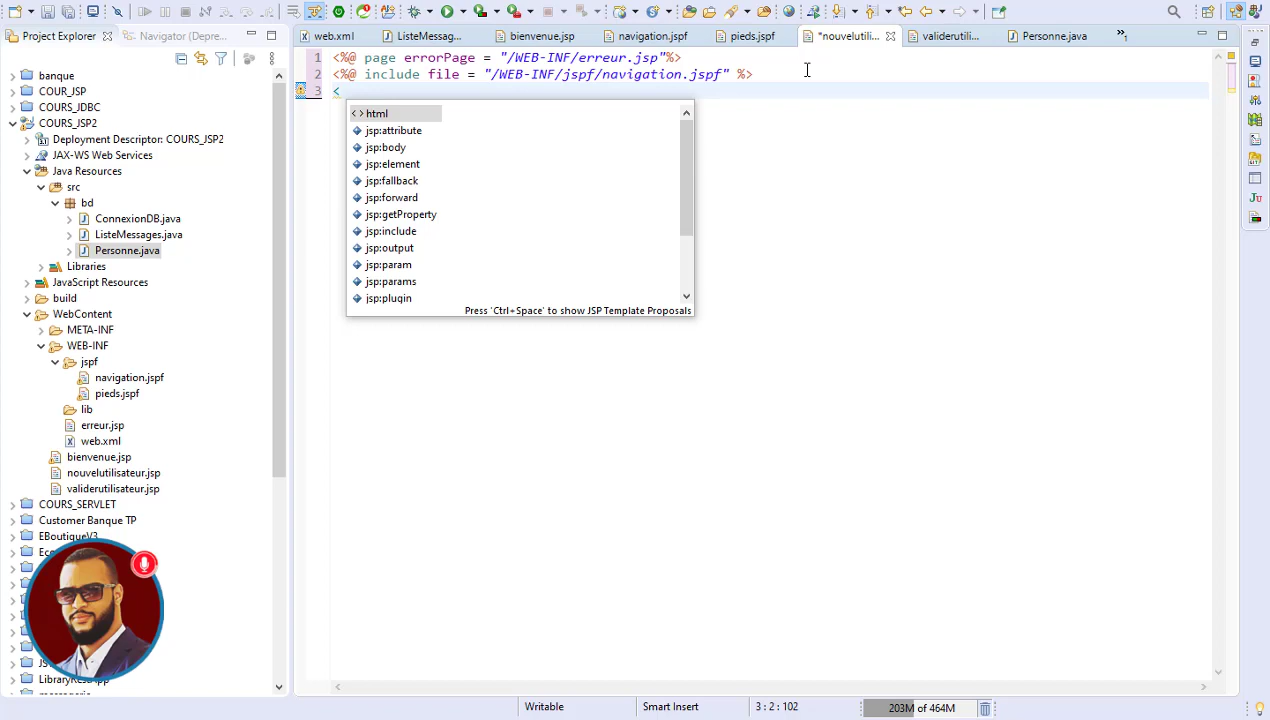 Project Explorer
Navigator (Depre...
web.xml
ListeMessag...
bienvenue.jsp
navigation.jspf
pieds.jspf
*nouvelutili...
validerutili...
Personne.java
»1
banque
COUR_JSP
COURS_JDBC
COURS_JSP2
Deployment Descriptor: COURS_JSP2
JAX-WS Web Services
Java Resources
src
bd
ConnexionDB.java
ListeMessages.java
Personne.java
Libraries
JavaScript Resources
build
WebContent
META-INF
WEB-INF
jspf
navigation.jspf
pieds.jspf
lib
erreur.jsp
web.xml
bienvenue.jsp
nouvelutilisateur.jsp
validerutilisateur.jsp
COURS_SERVLET
Customer Banque TP
EBoutiqueV3
1 <%@ page errorPage = "/WEB-INF/erreur.jsp"%>
2 <%@ include file = "/WEB-INF/jspf/navigation.jspf" %>
3 <
<> html
jsp:attribute
jsp:body
jsp:element
jsp:fallback
jsp:forward
jsp:getProperty
jsp:include
jsp:output
jsp:param
jsp:params
jsp:plugin
Press 'Ctrl+Space' to show JSP Template Proposals
Writable
Smart Insert
3 : 2 : 102
203M of 464M